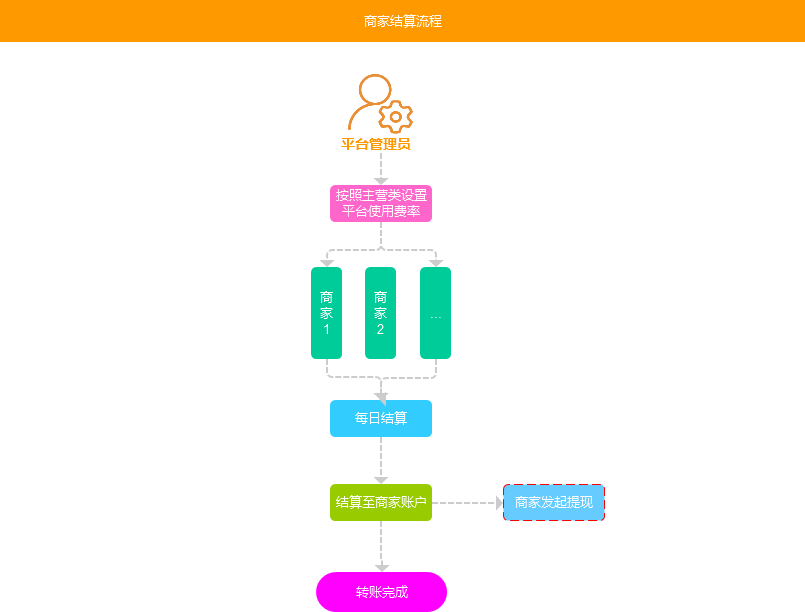 商家结算流程
平台管理员
按照主营类设置
平台使用费率
商
家
1
商
家
2
...
每日结算
结算至商家账户
商家发起提现
转账完成